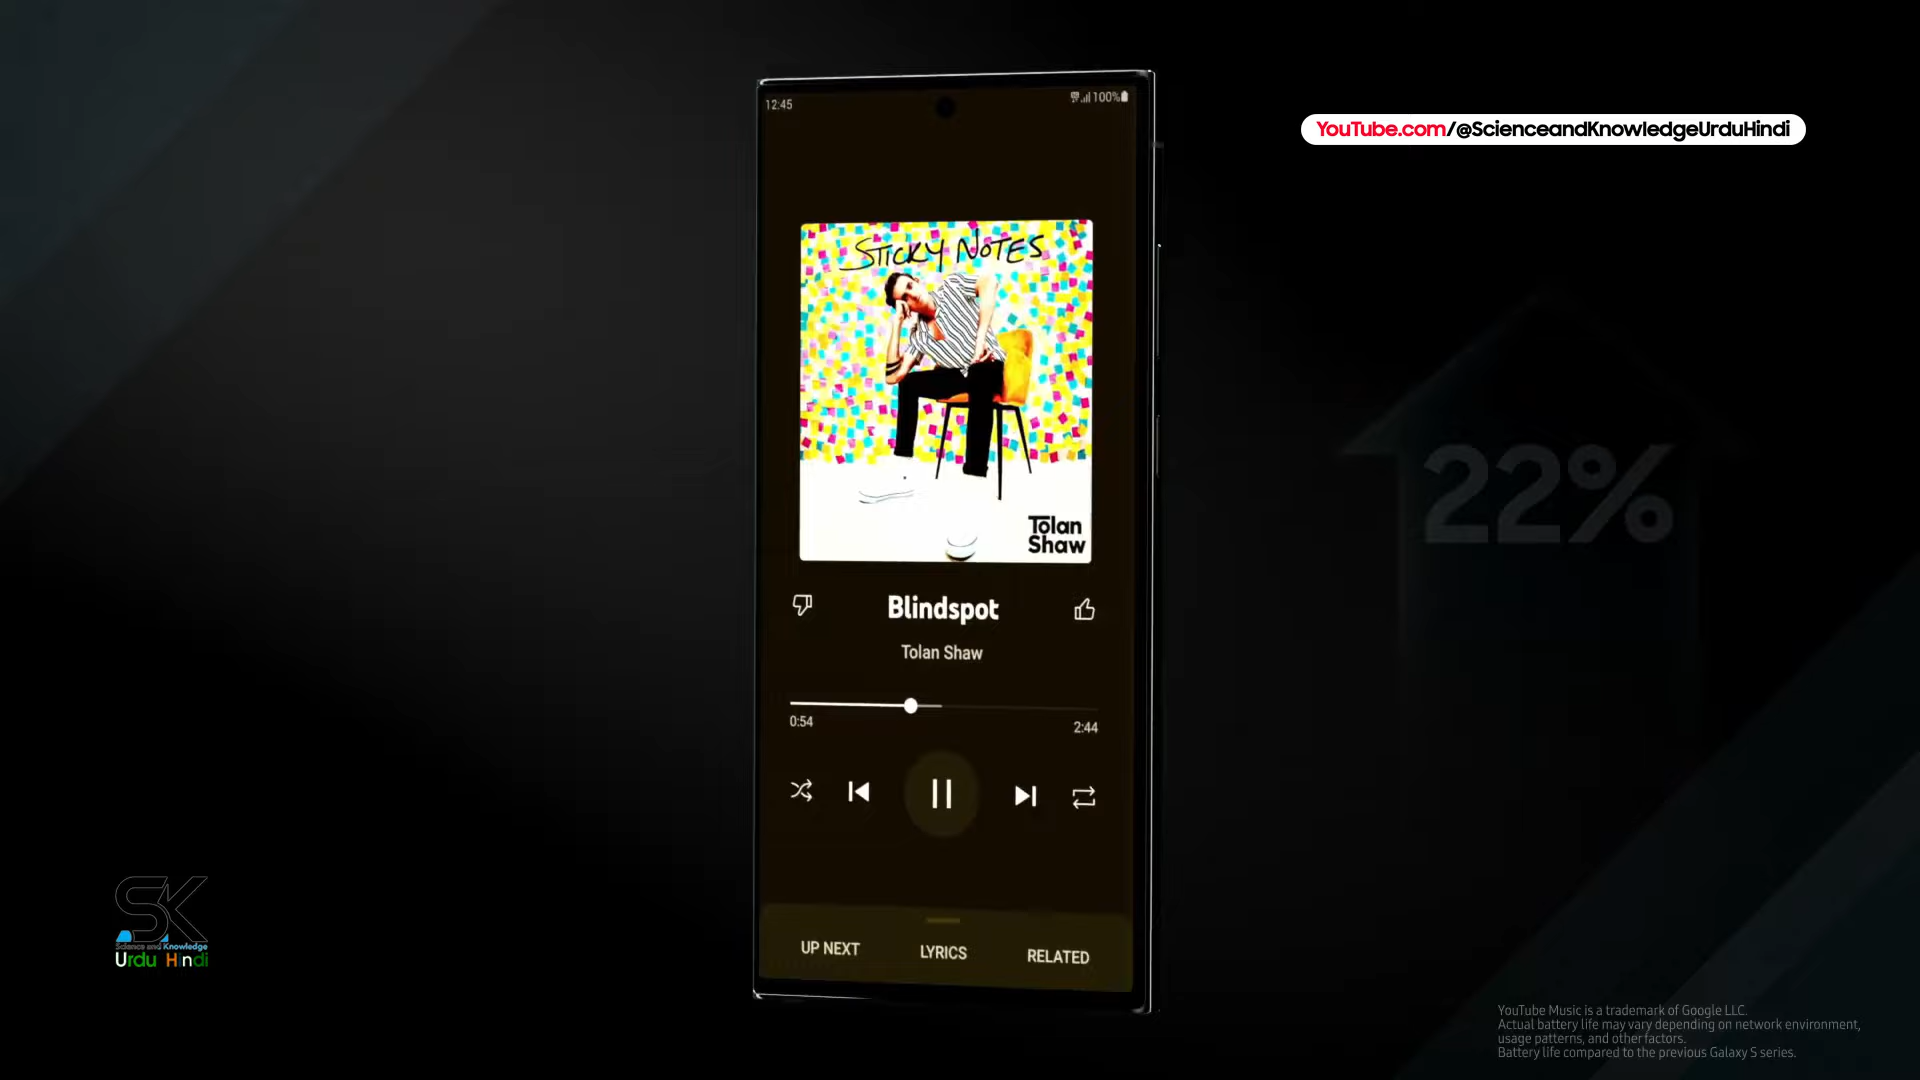 12:45
100%
YouTube.com/@ScienceandKnowledgeUrduHindi
STICKY NOTES
Tolan
Shaw
22%
Blindspot
Tolan Shaw
0:54
2:44
UP NEXT
LYRICS
RELATED
SK
Science and Knowledge
Urdu Hindi
YouTube Music is a trademark of Google LLC.
Actual battery life may vary depending on network environment,
usage patterns, and other factors.
Battery life compared to the previous Galaxy S series.